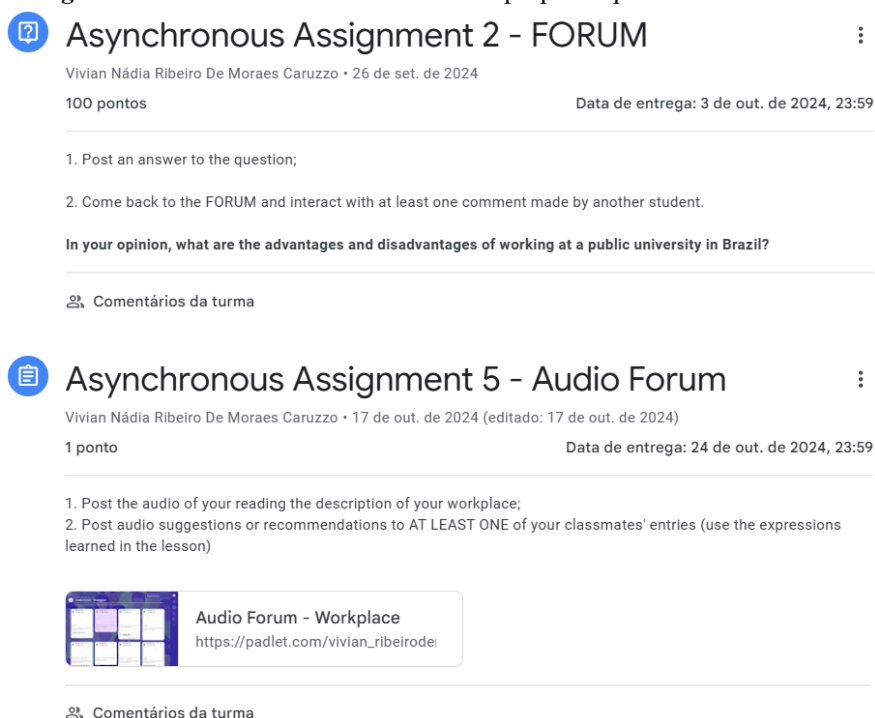 Asynchronous Assignment 2 - FORUM
Vivian Nádia Ribeiro De Moraes Caruzzo • 26 de set. de 2024
100 pontos Data de entrega: 3 de out. de 2024, 23:59
1. Post an answer to the question;
2. Come back to the FORUM and interact with at least one comment made by another student.
In your opinion, what are the advantages and disadvantages of working at a public university in Brazil?
Comentários da turma
Asynchronous Assignment 5 - Audio Forum
Vivian Nádia Ribeiro De Moraes Caruzzo • 17 de out. de 2024 (editado: 17 de out. de 2024)
1 ponto Data de entrega: 24 de out. de 2024, 23:59
1. Post the audio of your reading the description of your workplace;
2. Post audio suggestions or recommendations to AT LEAST ONE of your classmates' entries (use the expressions
learned in the lesson)
Audio Forum - Workplace
https://padlet.com/vivian_ribeirode
Comentários da turma